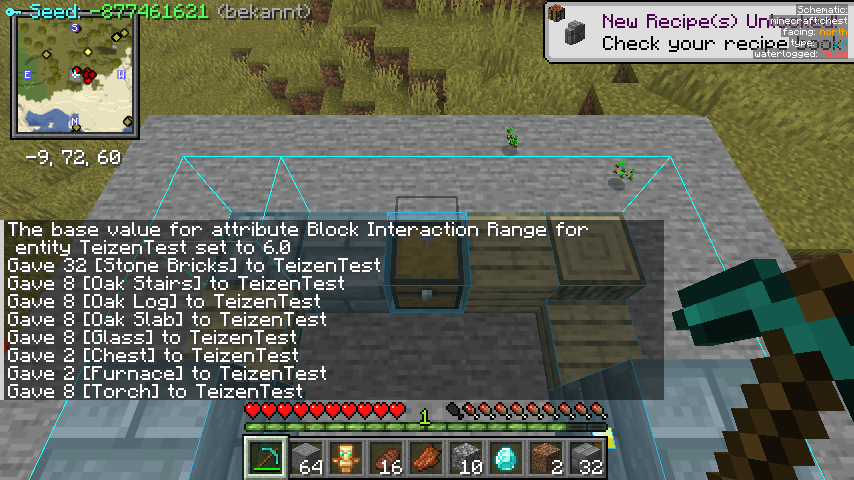 Seed: -877461621 (bekannt)
S
E
W
N
-9, 72, 60
New Recipe(s)
Check your recipe
Schematic:
minecraft:chest
facing: north
type:
waterlogged:
The base value for attribute Block Interaction Range for
entity TeizenTest set to 6.0
Gave 32 [Stone Bricks] to TeizenTest
Gave 8 [Oak Stairs] to TeizenTest
Gave 8 [Oak Log] to TeizenTest
Gave 8 [Oak Slab] to TeizenTest
Gave 8 [Glass] to TeizenTest
Gave 2 [Chest] to TeizenTest
Gave 2 [Furnace] to TeizenTest
Gave 8 [Torch] to TeizenTest
1
64
16
10
2
32